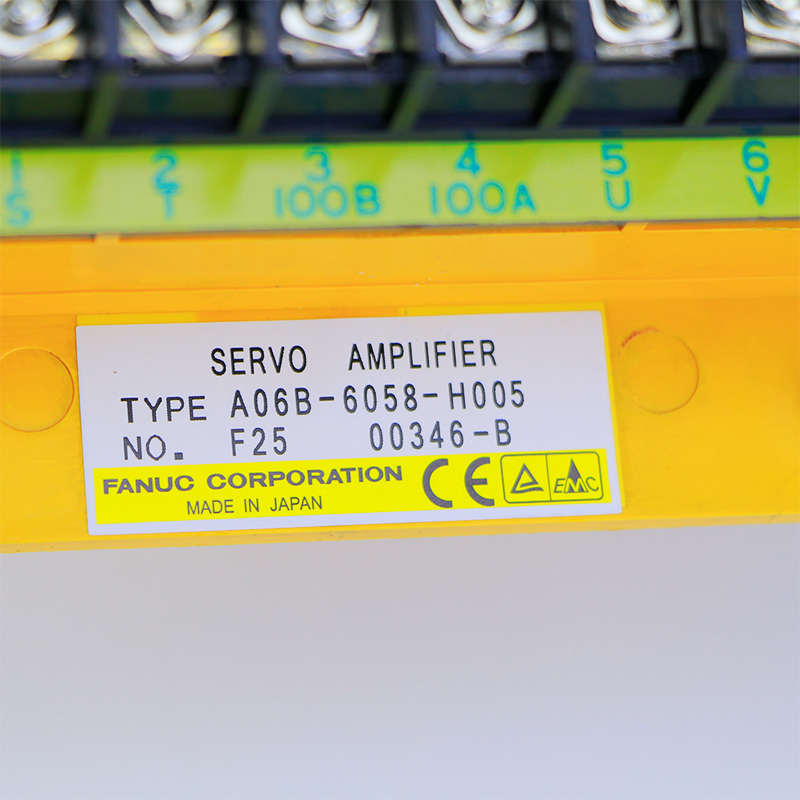 1 2 3 4 5 6
S T 100B 100A U V
SERVO AMPLIFIER
TYPE A06B-6058-H005
NO. F25 00346-B
FANUC CORPORATION
MADE IN JAPAN
CE
EMC